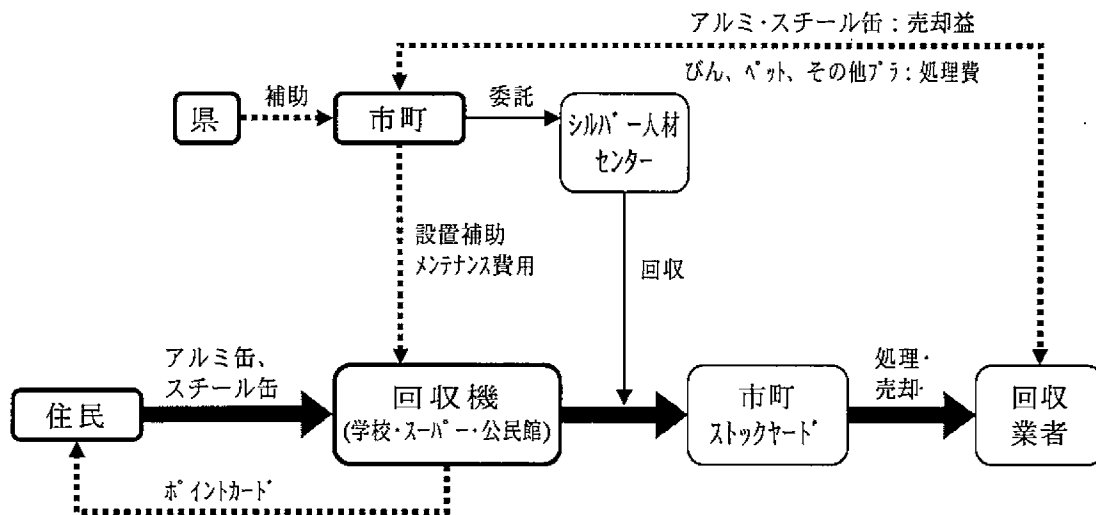 アルミ・スチール缶：売却益
びん、ﾍﾟｯﾄ、その他ﾌﾟﾗ：処理費
県
補助
市町
委託
ｼﾙﾊﾞｰ人材
センター
設置補助
ﾒﾝﾃﾅﾝｽ費用
回収
アルミ缶、
スチール缶
住民
回収機
(学校・ｽｰﾊﾟｰ・公民館)
市町
ストックヤード
処理・
売却
回収
業者
ﾎﾟｲﾝﾄｶｰﾄﾞ